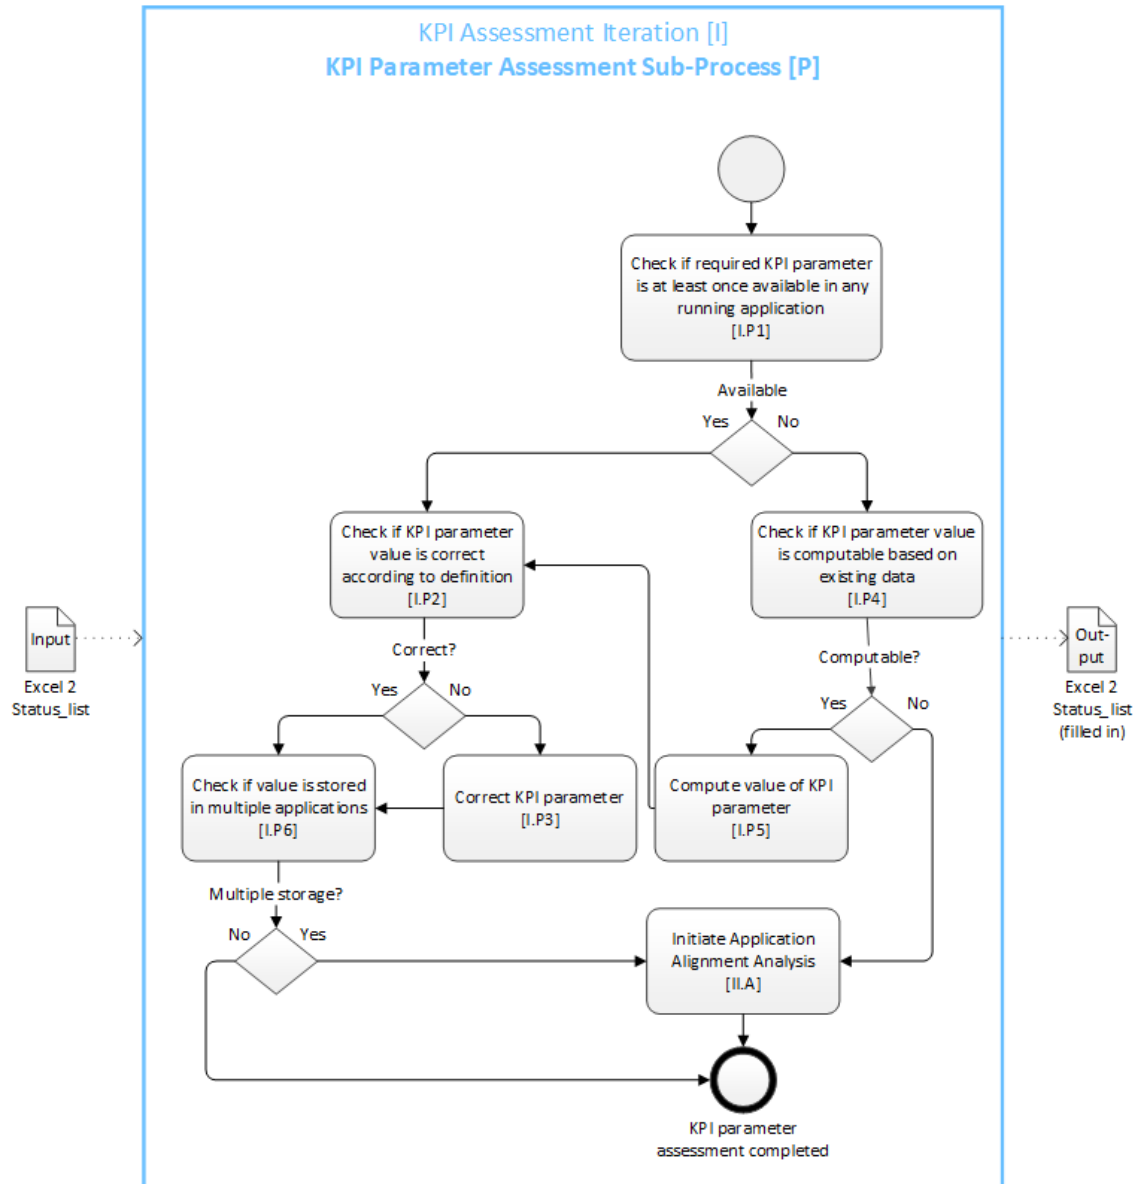 KPI Assessment Iteration [I]
KPI Parameter Assessment Sub-Process [P]
Check if required KPI parameter
is at least once available in any
running application
[I.P1]
Available
Yes
No
Check if KPI parameter
value is correct
according to definition
[I.P2]
Check if KPI parameter value
is computable based on
existing data
[I.P4]
Input
Excel 2
Status_list
Out-
put
Excel 2
Status_list
(filled in)
Correct?
Yes
No
Computable?
Yes
No
Check if value is stored
in multiple applications
[I.P6]
Correct KPI parameter
[I.P3]
Compute value of KPI
parameter
[I.P5]
Multiple storage?
No
Yes
Initiate Application
Alignment Analysis
[II.A]
KPI parameter
assessment completed